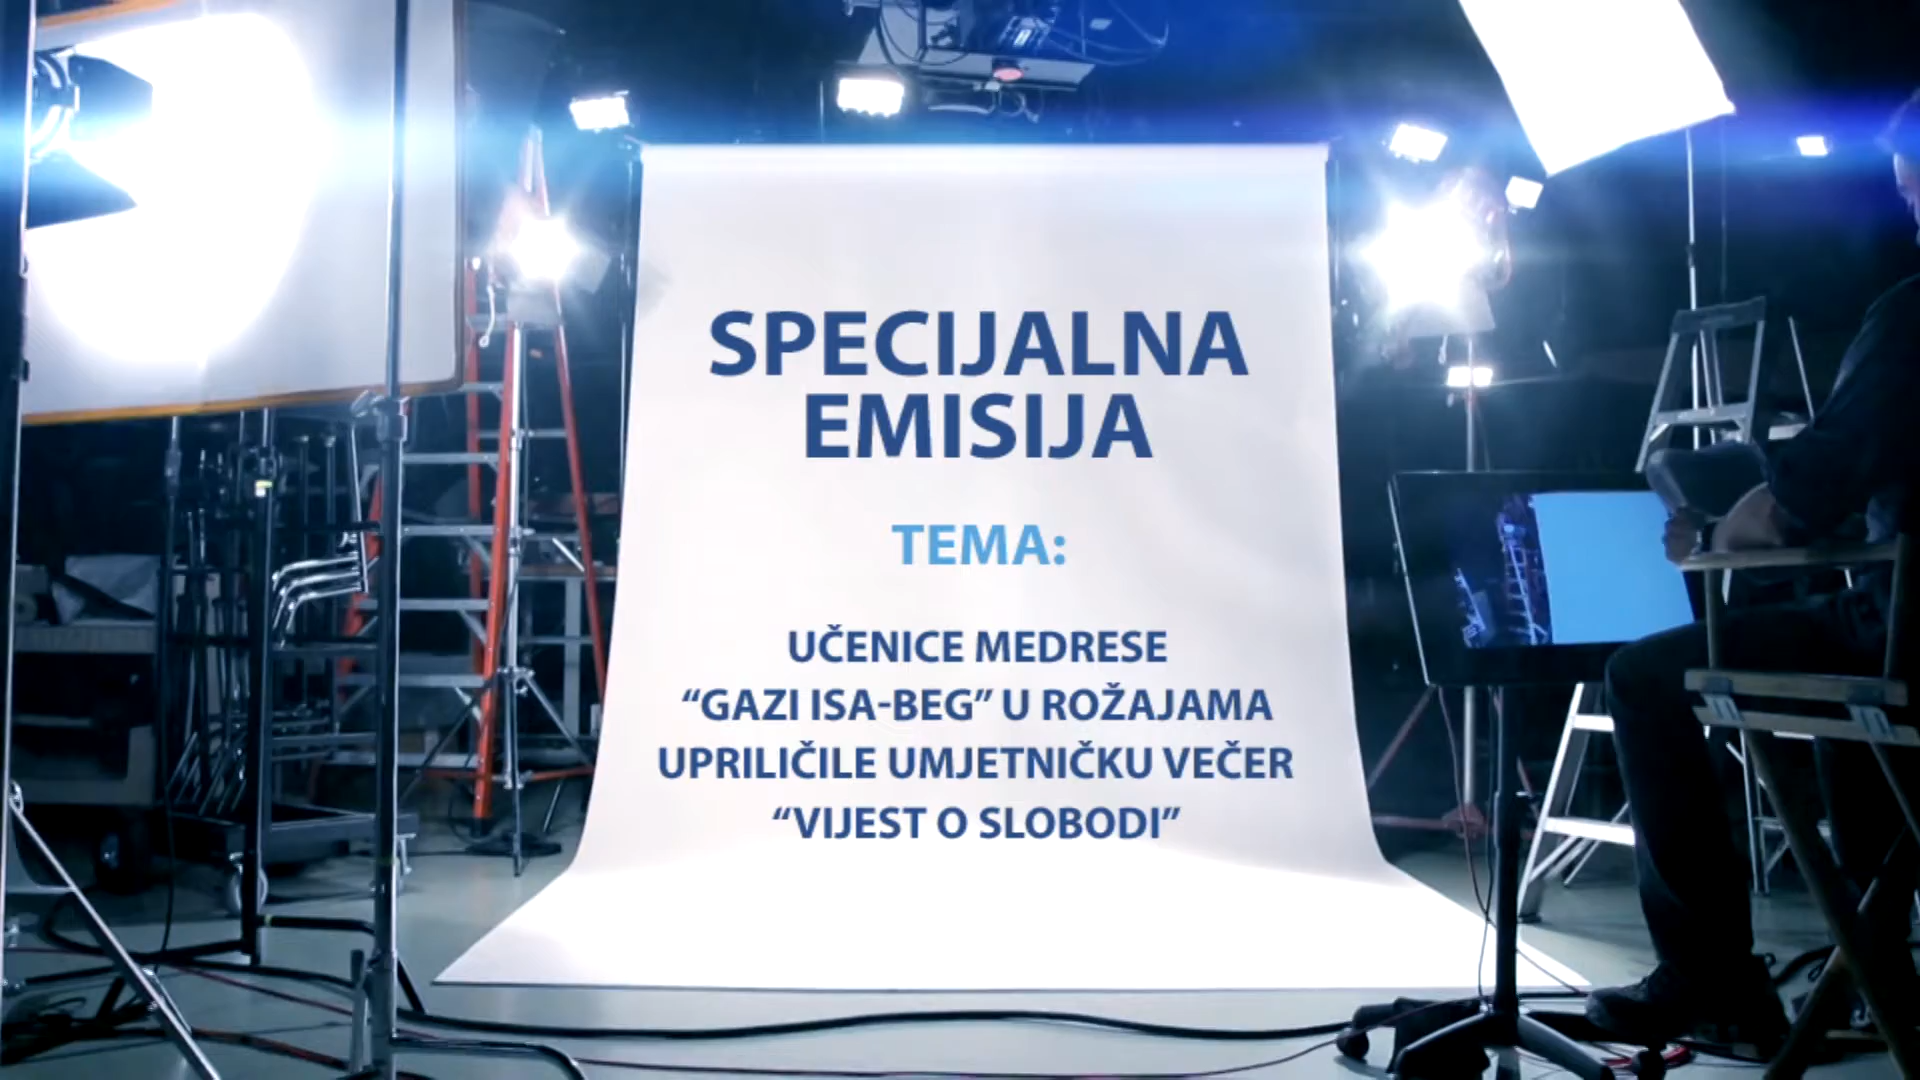 SPECIJALNA
EMISIJA
TEMA:
UČENICE MEDRESE
“GAZI ISA-BEG” U ROŽAJAMA
UPRILIČILE UMJETNIČKU VEČER
“VIJEST O SLOBODI”